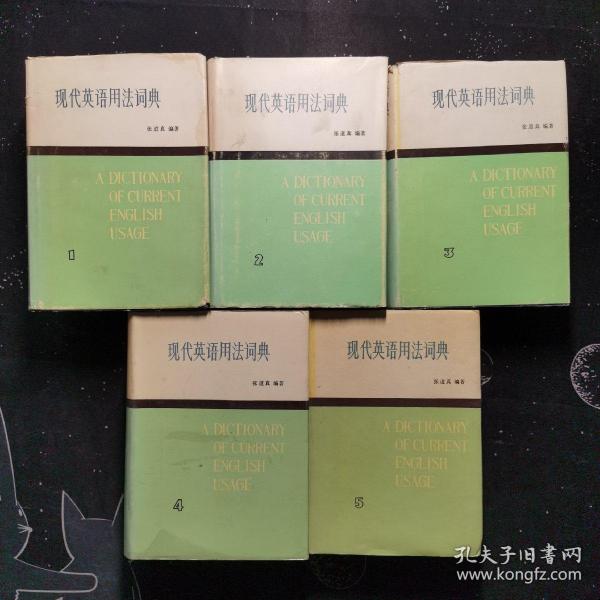 现代英语用法词典
张道真 编著
A DICTIONARY
OF CURRENT
ENGLISH
USAGE
1
现代英语用法词典
张道真 编著
A DICTIONARY
OF CURRENT
ENGLISH
USAGE
2
现代英语用法词典
张道真 编著
A DICTIONARY
OF CURRENT
ENGLISH
USAGE
3
现代英语用法词典
张道真 编著
A DICTIONARY
OF CURRENT
ENGLISH
USAGE
4
现代英语用法词典
张道真 编著
A DICTIONARY
OF CURRENT
ENGLISH
USAGE
5
孔夫子旧书网
www.kongfz.com